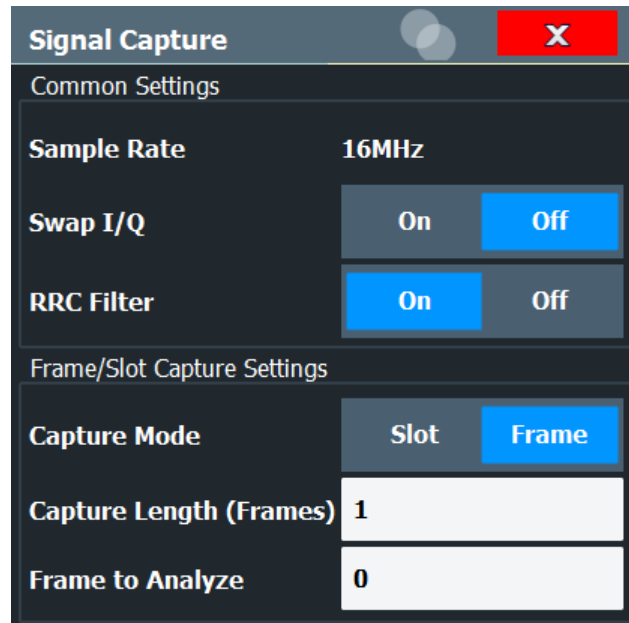 Signal Capture X
Common Settings
Sample Rate 16MHz
Swap I/Q On Off
RRC Filter On Off
Frame/Slot Capture Settings
Capture Mode Slot Frame
Capture Length (Frames) 1
Frame to Analyze 0